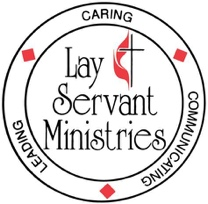 CARING
Lay
Servant
Ministries
LEADING
COMMUNICATING